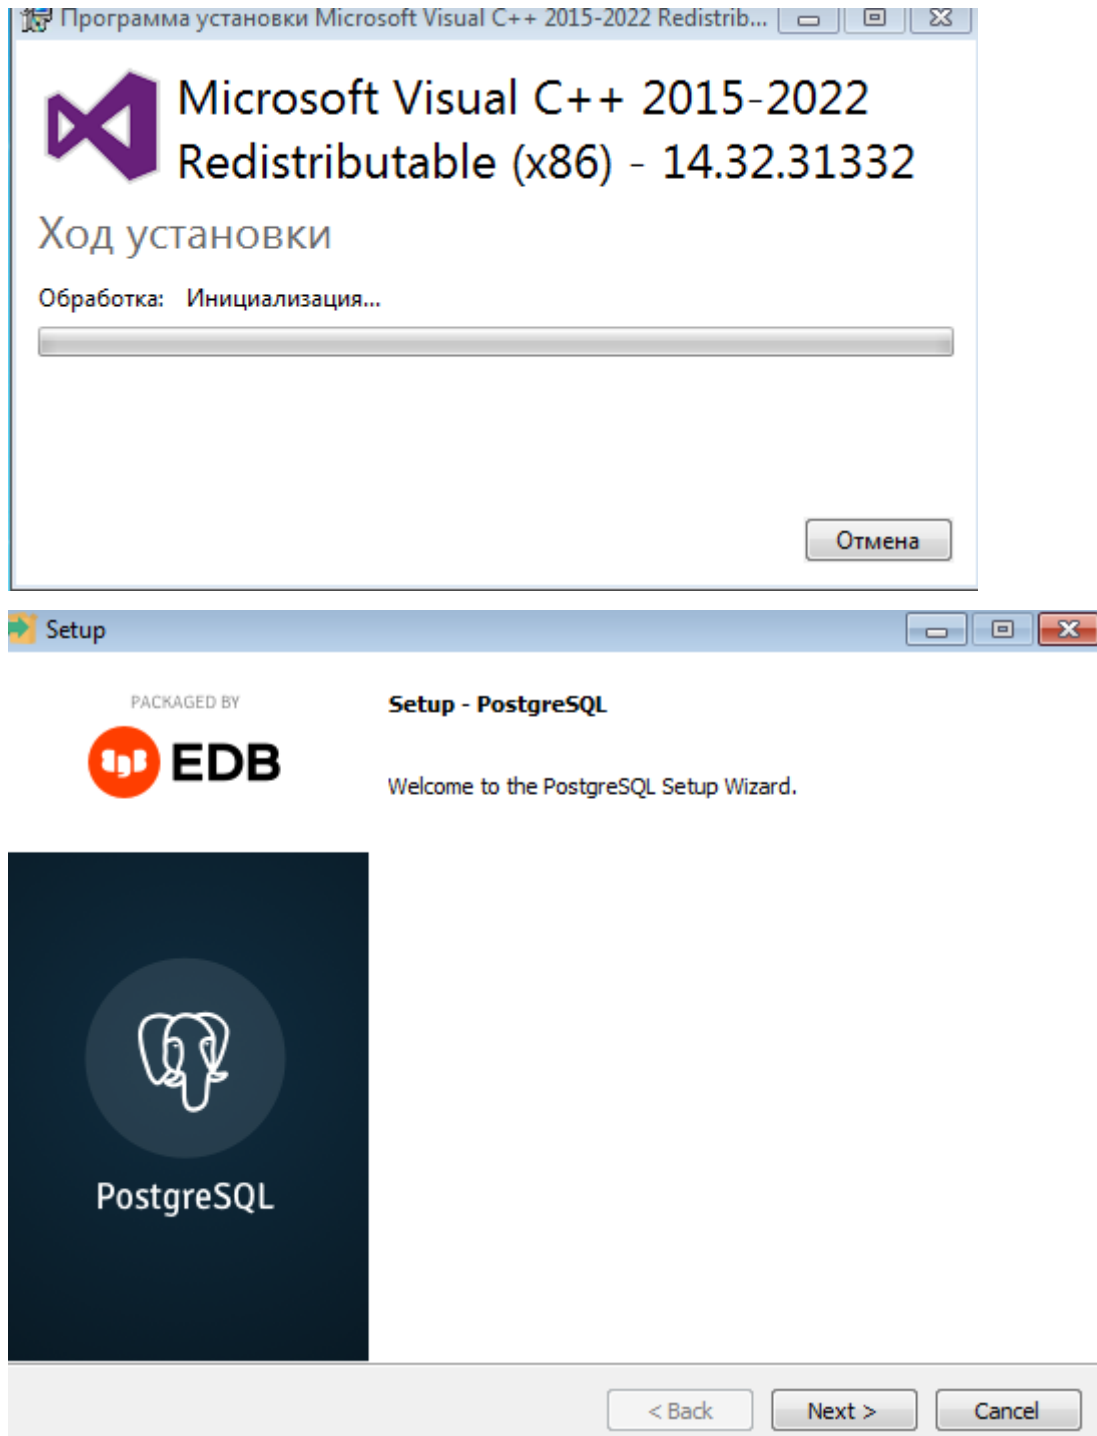 Программа установки Microsoft Visual C++ 2015-2022 Redistrib...
Microsoft Visual C++ 2015-2022
Redistributable (x86) - 14.32.31332
Ход установки
Обработка: Инициализация...
Отмена
Setup
PACKAGED BY
EDB
Setup - PostgreSQL
Welcome to the PostgreSQL Setup Wizard.
PostgreSQL
< Back
Next >
Cancel